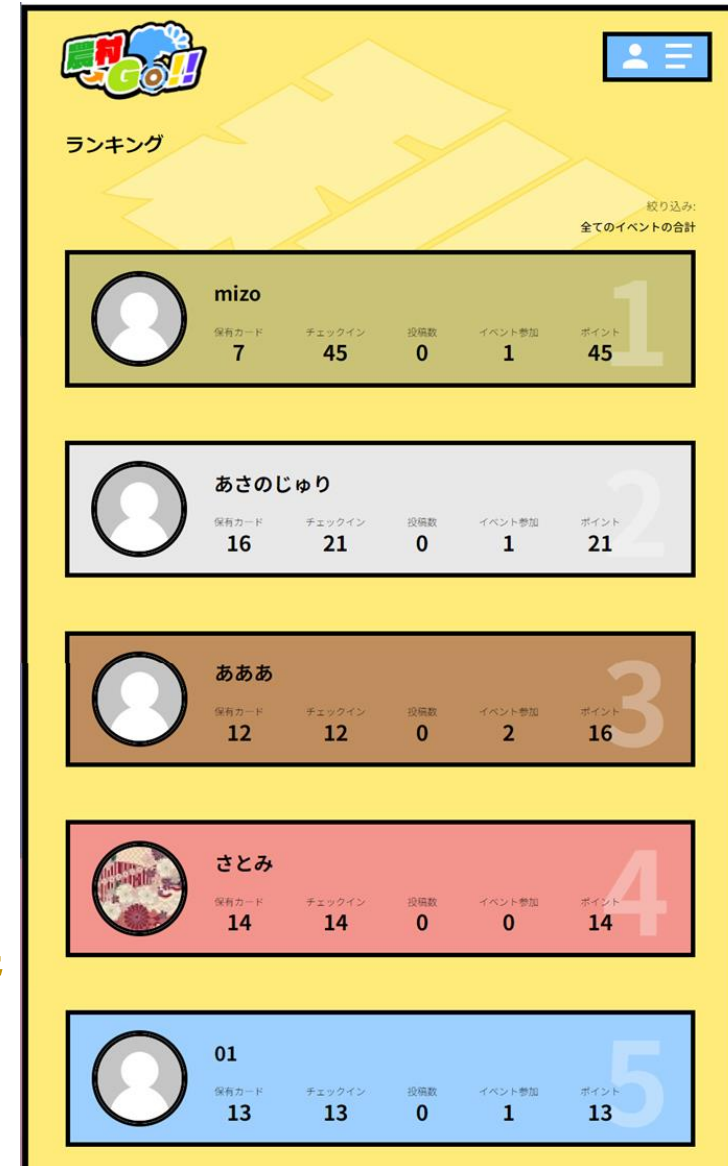 農村
Go!!
ランキング
絞り込み:
全てのイベントの合計
mizo
1
保有カード チェックイン 投稿数 イベント参加 ポイント
7 45 0 1 45
あさのじゅり
2
保有カード チェックイン 投稿数 イベント参加 ポイント
16 21 0 1 21
あああ
3
保有カード チェックイン 投稿数 イベント参加 ポイント
12 12 0 2 16
さとみ
4
保有カード チェックイン 投稿数 イベント参加 ポイント
14 14 0 0 14
01
5
保有カード チェックイン 投稿数 イベント参加 ポイント
13 13 0 1 13